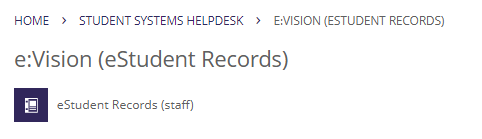 HOME > STUDENT SYSTEMS HELPDESK > E:VISION (ESTUDENT RECORDS)
e:Vision (eStudent Records)
eStudent Records (staff)